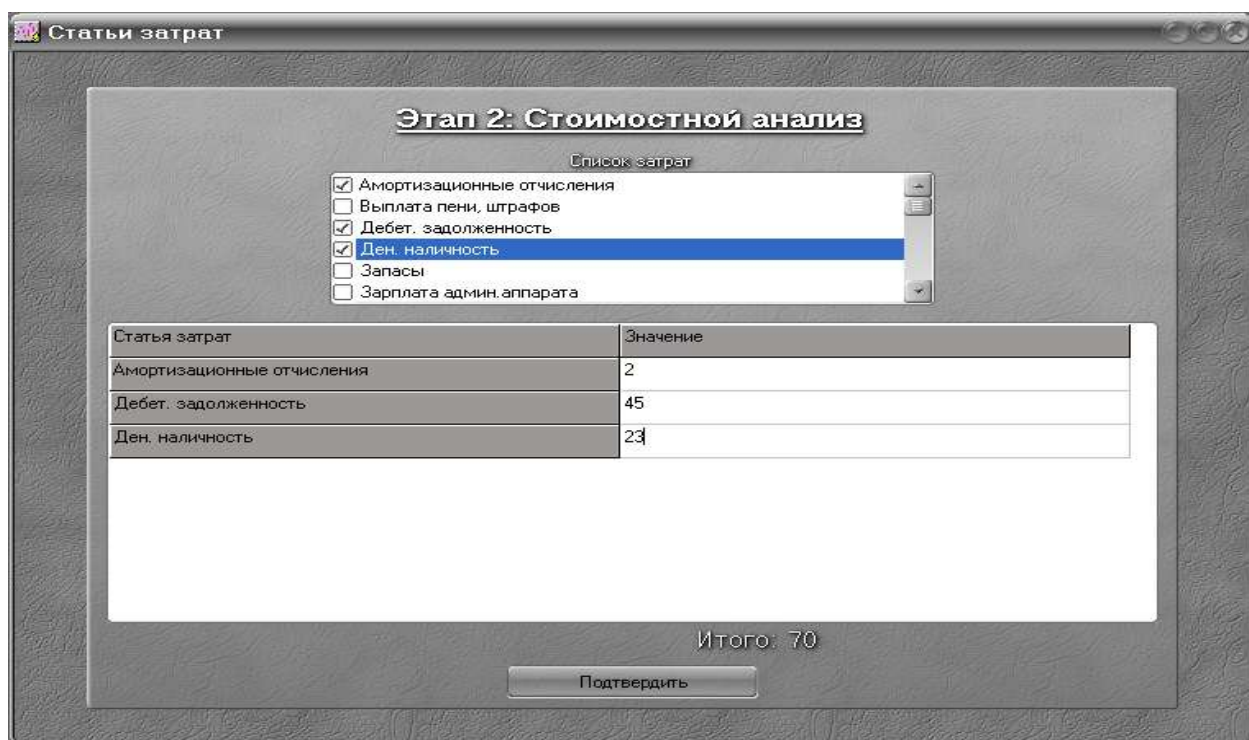 Статьи затрат
Этап 2: Стоимостной анализ
Список затрат
Амортизационные отчисления
Выплата пени, штрафов
Дебет. задолженность
Ден. наличность
Запасы
Зарплата админ.аппарата
Статья затрат Значение
Амортизационные отчисления 2
Дебет. задолженность 45
Ден. наличность 23
Итого: 70
Подтвердить